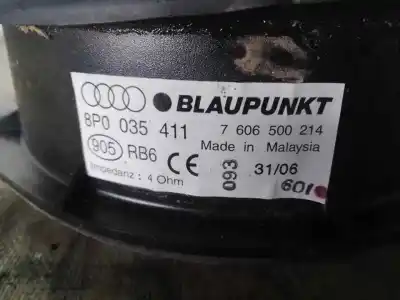 BLAUPUNKT
8P0 035 411 7 606 500 214
905 RB6 CE Made in Malaysia
Impedanz : 4 Ohm 093 31/06
601